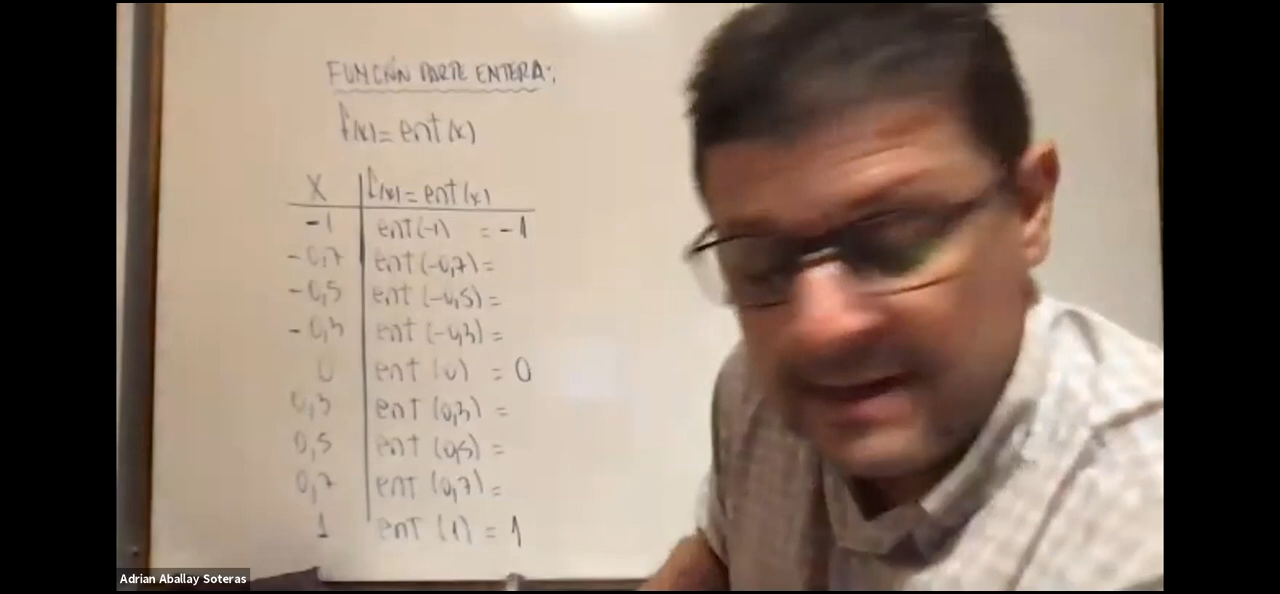 FUNCIÓN PARTE ENTERA:
f(x)= ent(x)
X f(x)= ent(x)
-1 ent(-1) = -1
-0,7 ent(-0,7)=
-0,5 ent(-0,5)=
-0,3 ent(-0,3)=
0 ent(0) = 0
0,3 ent(0,3) =
0,5 ent(0,5) =
0,7 ent(0,7)=
1 ent(1) = 1
Adrian Aballay Soteras